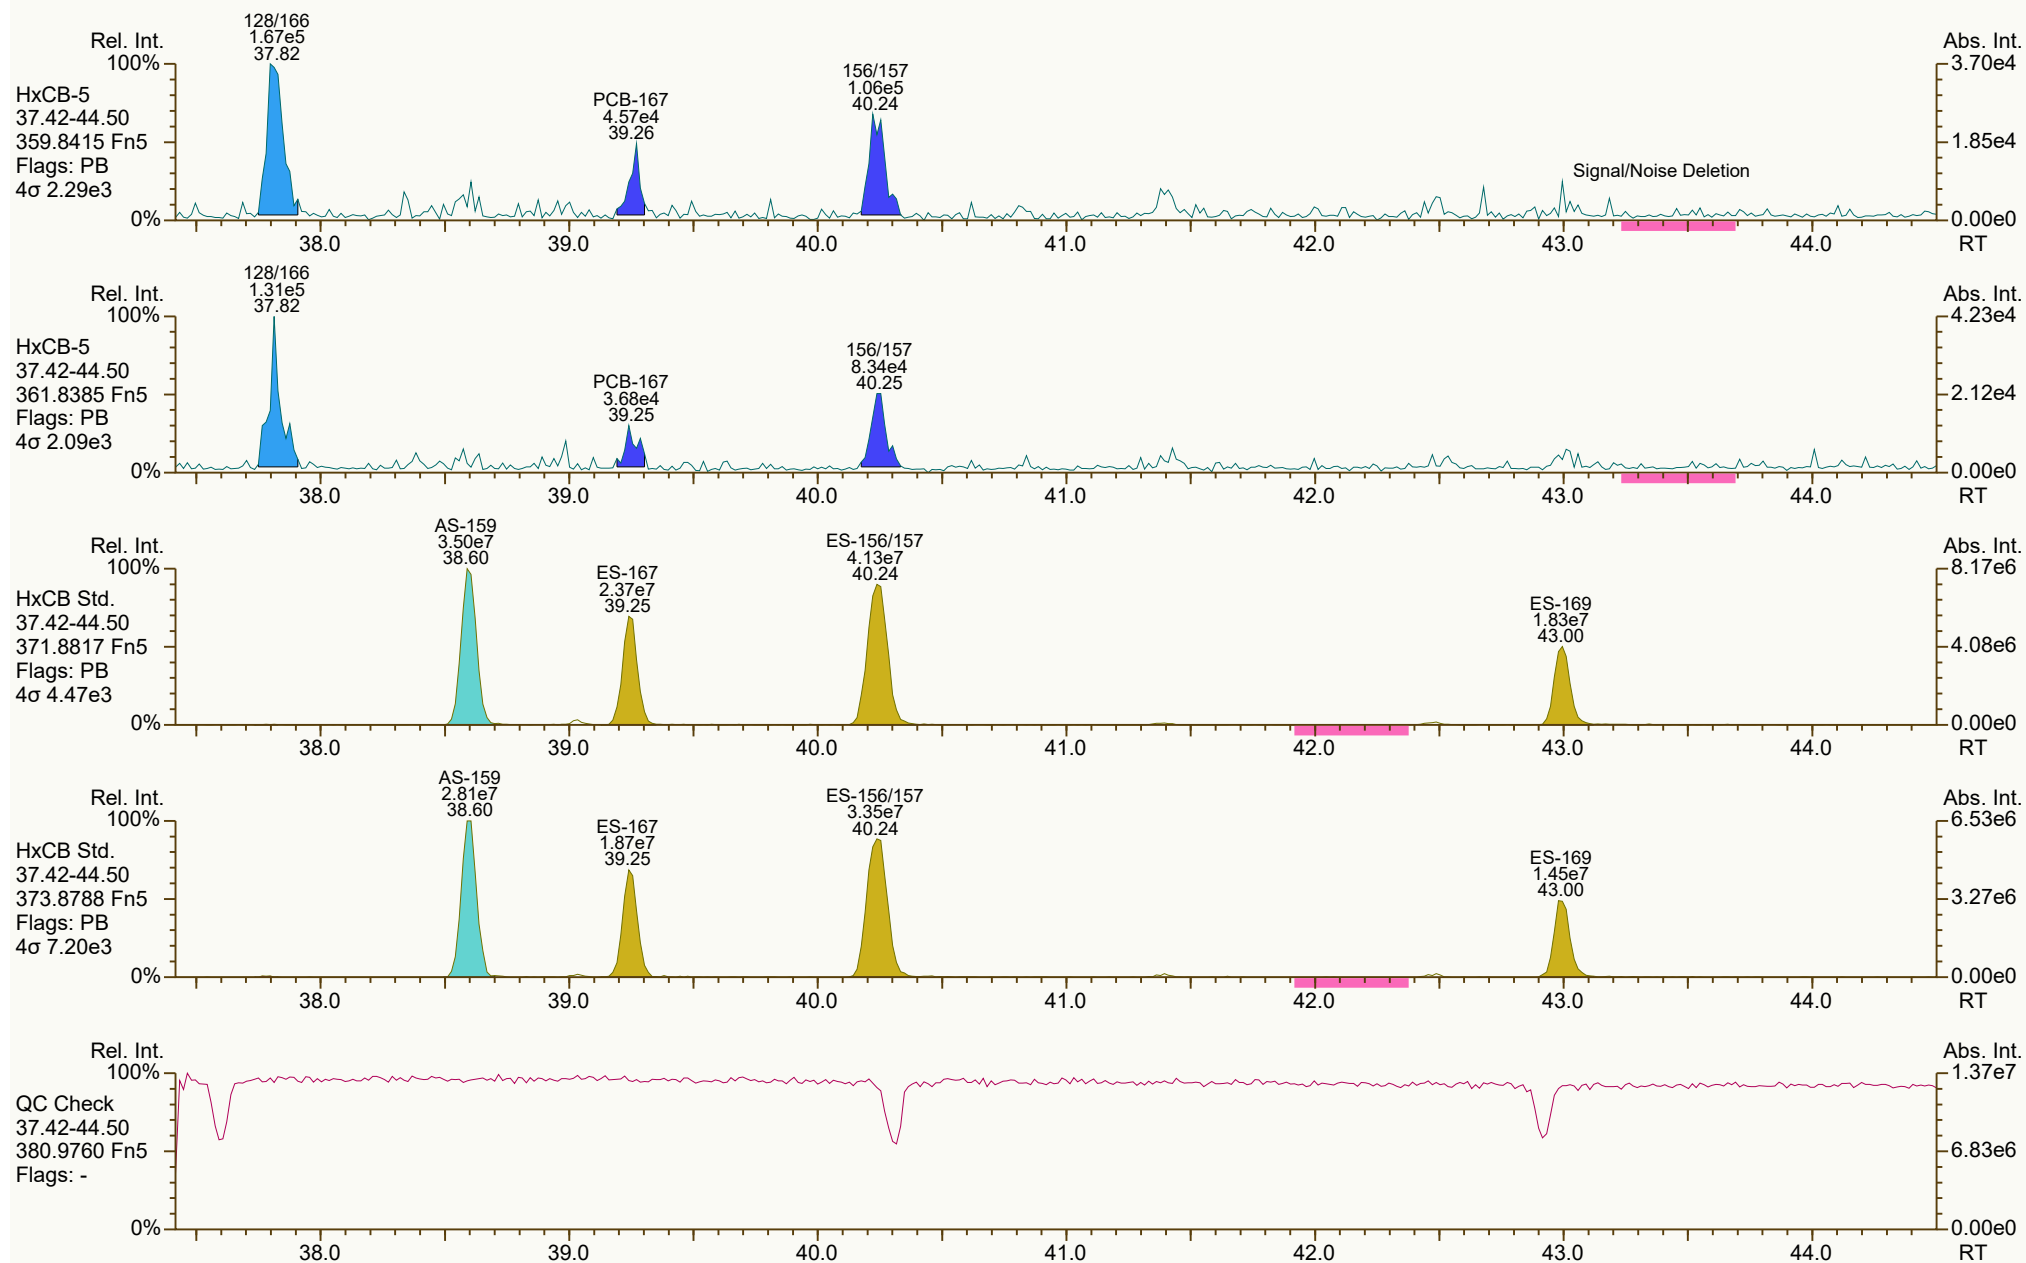 128/166
1.67e5
37.82
Rel. Int.
Abs. Int.
100%
3.70e4
156/157
1.06e5
40.24
PCB-167
4.57e4
39.26
HxCB-5
37.42-44.50
359.8415 Fn5
Flags: PB
4σ 2.29e3
1.85e4
Signal/Noise Deletion
0%
0.00e0
38.0
39.0
40.0
41.0
42.0
43.0
44.0
RT
128/166
1.31e5
37.82
Rel. Int.
Abs. Int.
100%
4.23e4
HxCB-5
37.42-44.50
361.8385 Fn5
Flags: PB
4σ 2.09e3
PCB-167
3.68e4
39.25
156/157
8.34e4
40.25
2.12e4
0%
0.00e0
38.0
39.0
40.0
41.0
42.0
43.0
44.0
RT
AS-159
3.50e7
38.60
Rel. Int.
Abs. Int.
100%
8.17e6
ES-167
2.37e7
39.25
ES-156/157
4.13e7
40.24
ES-169
1.83e7
43.00
HxCB Std.
37.42-44.50
371.8817 Fn5
Flags: PB
4σ 4.47e3
4.08e6
0%
0.00e0
38.0
39.0
40.0
41.0
42.0
43.0
44.0
RT
AS-159
2.81e7
38.60
Rel. Int.
Abs. Int.
100%
6.53e6
ES-167
1.87e7
39.25
ES-156/157
3.35e7
40.24
ES-169
1.45e7
43.00
HxCB Std.
37.42-44.50
373.8788 Fn5
Flags: PB
4σ 7.20e3
3.27e6
0%
0.00e0
38.0
39.0
40.0
41.0
42.0
43.0
44.0
RT
Rel. Int.
Abs. Int.
100%
1.37e7
QC Check
37.42-44.50
380.9760 Fn5
Flags: -
6.83e6
0%
0.00e0
38.0
39.0
40.0
41.0
42.0
43.0
44.0
RT